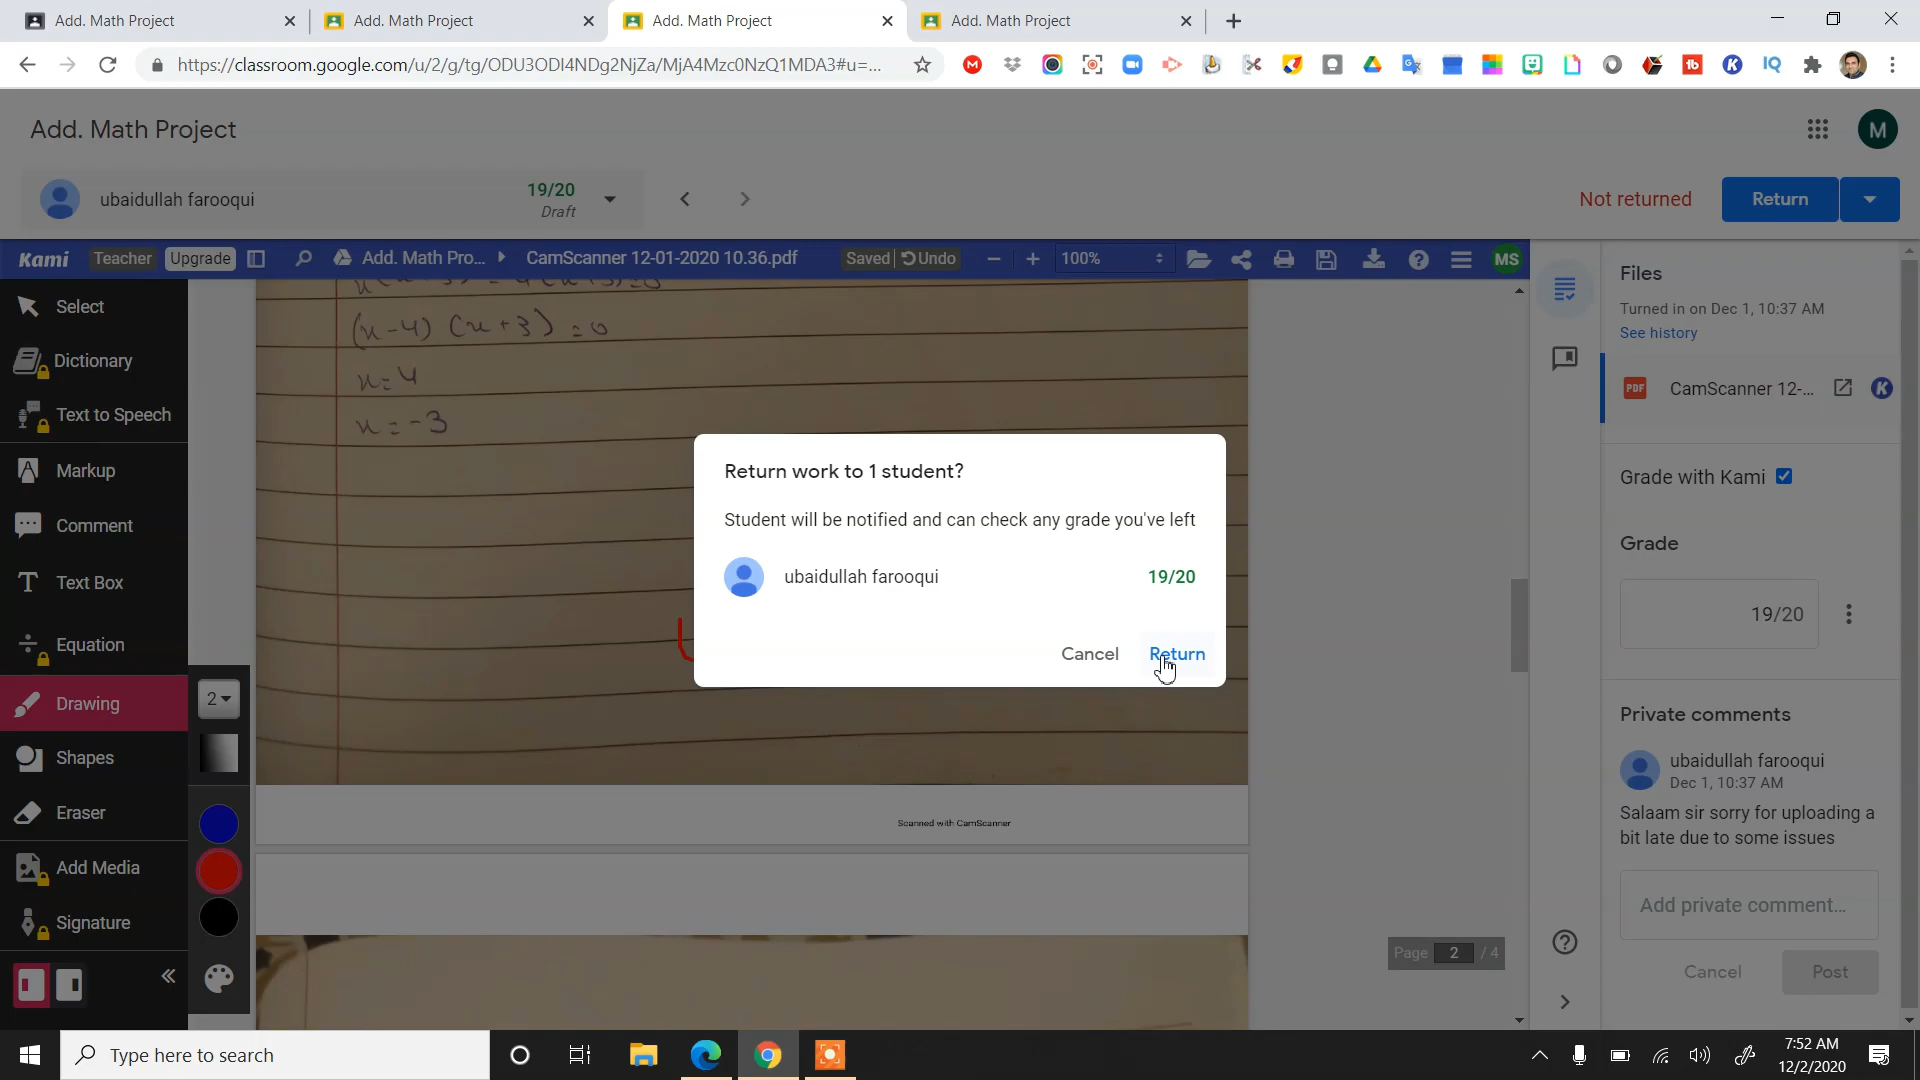 Add. Math Project
Add. Math Project
Add. Math Project
Add. Math Project
https://classroom.google.com/u/2/g/tg/ODU3ODI4NDg2NjZa/MjA4Mzc0NzQ1MDA3#u=...
Add. Math Project
M
ubaidullah farooqui
19/20
Draft
Not returned
Return
Kami
Teacher
Upgrade
Add. Math Pro...
CamScanner 12-01-2020 10.36.pdf
Saved
Undo
100%
MS
Select
Dictionary
Text to Speech
Markup
Comment
Text Box
Equation
Drawing
Shapes
Eraser
Add Media
Signature
2
(x-4) (x+3) = 0
x=4
x=-3
Scanned with CamScanner
Return work to 1 student?
Student will be notified and can check any grade you've left
ubaidullah farooqui
19/20
Cancel
Return
Page 2 / 4
Files
Turned in on Dec 1, 10:37 AM
See history
PDF
CamScanner 12-...
K
Grade with Kami
Grade
19/20
Private comments
ubaidullah farooqui
Dec 1, 10:37 AM
Salaam sir sorry for uploading a
bit late due to some issues
Add private comment...
Cancel
Post
Type here to search
7:52 AM
12/2/2020